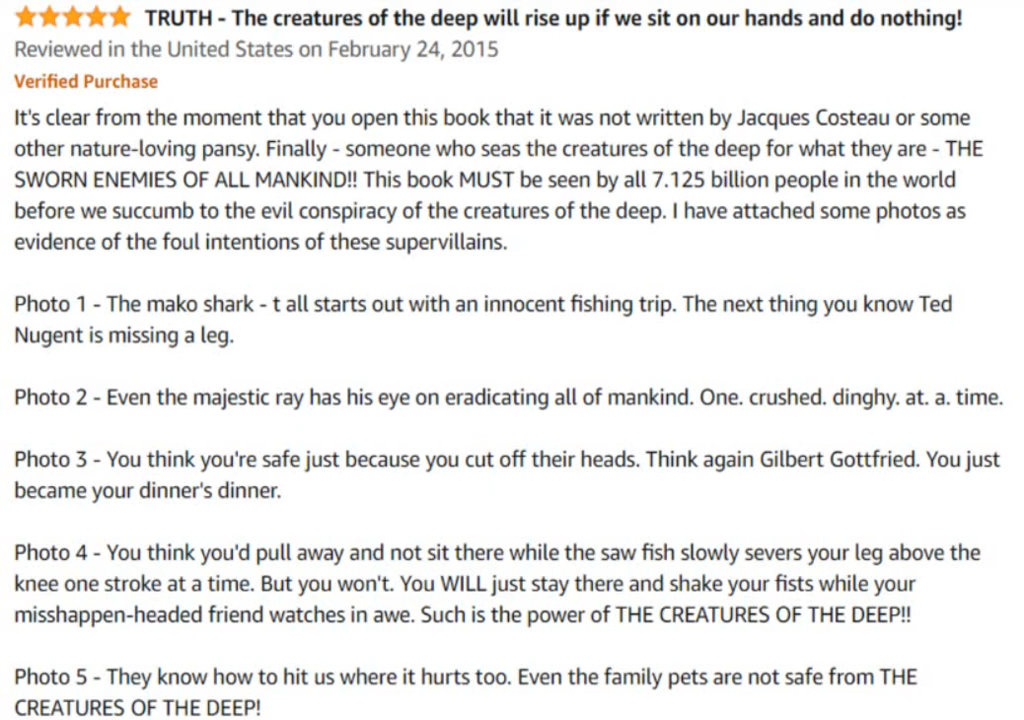 TRUTH - The creatures of the deep will rise up if we sit on our hands and do nothing!
Reviewed in the United States on February 24, 2015
Verified Purchase
It's clear from the moment that you open this book that it was not written by Jacques Costeau or some
other nature-loving pansy. Finally - someone who seas the creatures of the deep for what they are - THE
SWORN ENEMIES OF ALL MANKIND!! This book MUST be seen by all 7.125 billion people in the world
before we succumb to the evil conspiracy of the creatures of the deep. I have attached some photos as
evidence of the foul intentions of these supervillains.
Photo 1 - The mako shark - t all starts out with an innocent fishing trip. The next thing you know Ted
Nugent is missing a leg.
Photo 2 - Even the majestic ray has his eye on eradicating all of mankind. One. crushed. dinghy. at. a. time.
Photo 3 - You think you're safe just because you cut off their heads. Think again Gilbert Gottfried. You just
became your dinner's dinner.
Photo 4 - You think you'd pull away and not sit there while the saw fish slowly severs your leg above the
knee one stroke at a time. But you won't. You WILL just stay there and shake your fists while your
misshappen-headed friend watches in awe. Such is the power of THE CREATURES OF THE DEEP!!
Photo 5 - They know how to hit us where it hurts too. Even the family pets are not safe from THE
CREATURES OF THE DEEP!